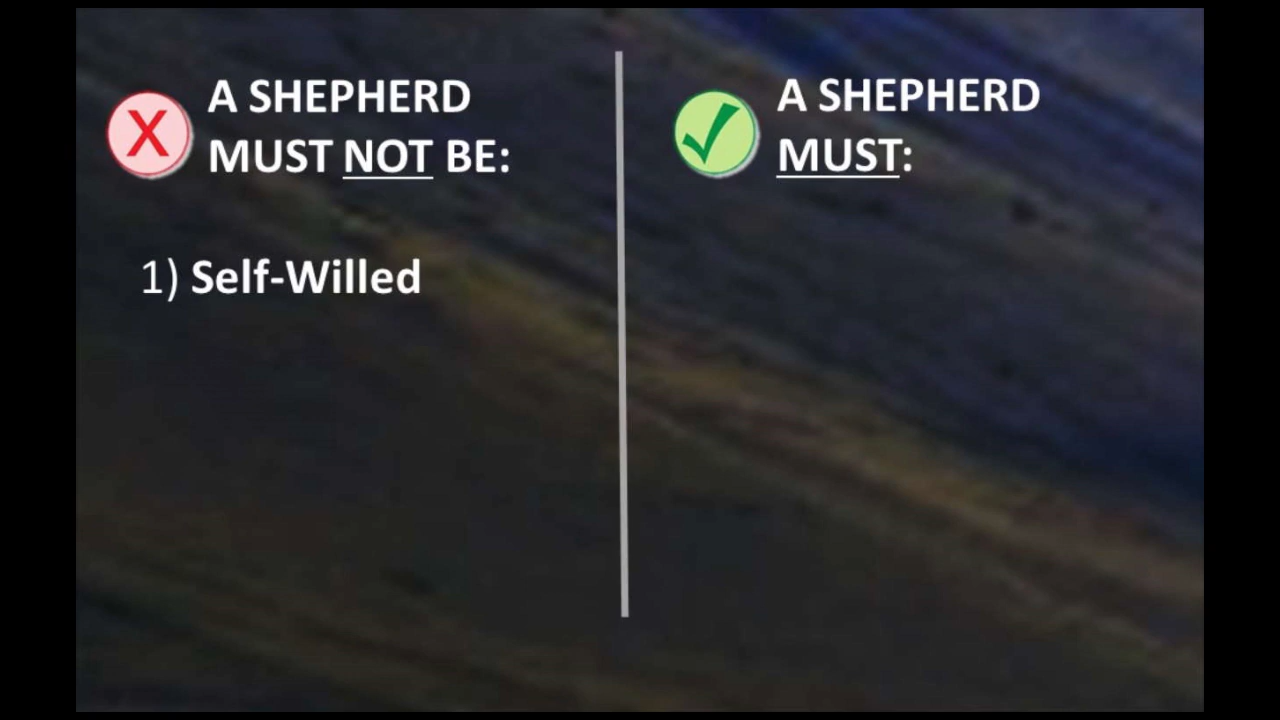 X
A SHEPHERD
MUST NOT BE:
1) Self-Willed
A SHEPHERD
MUST: